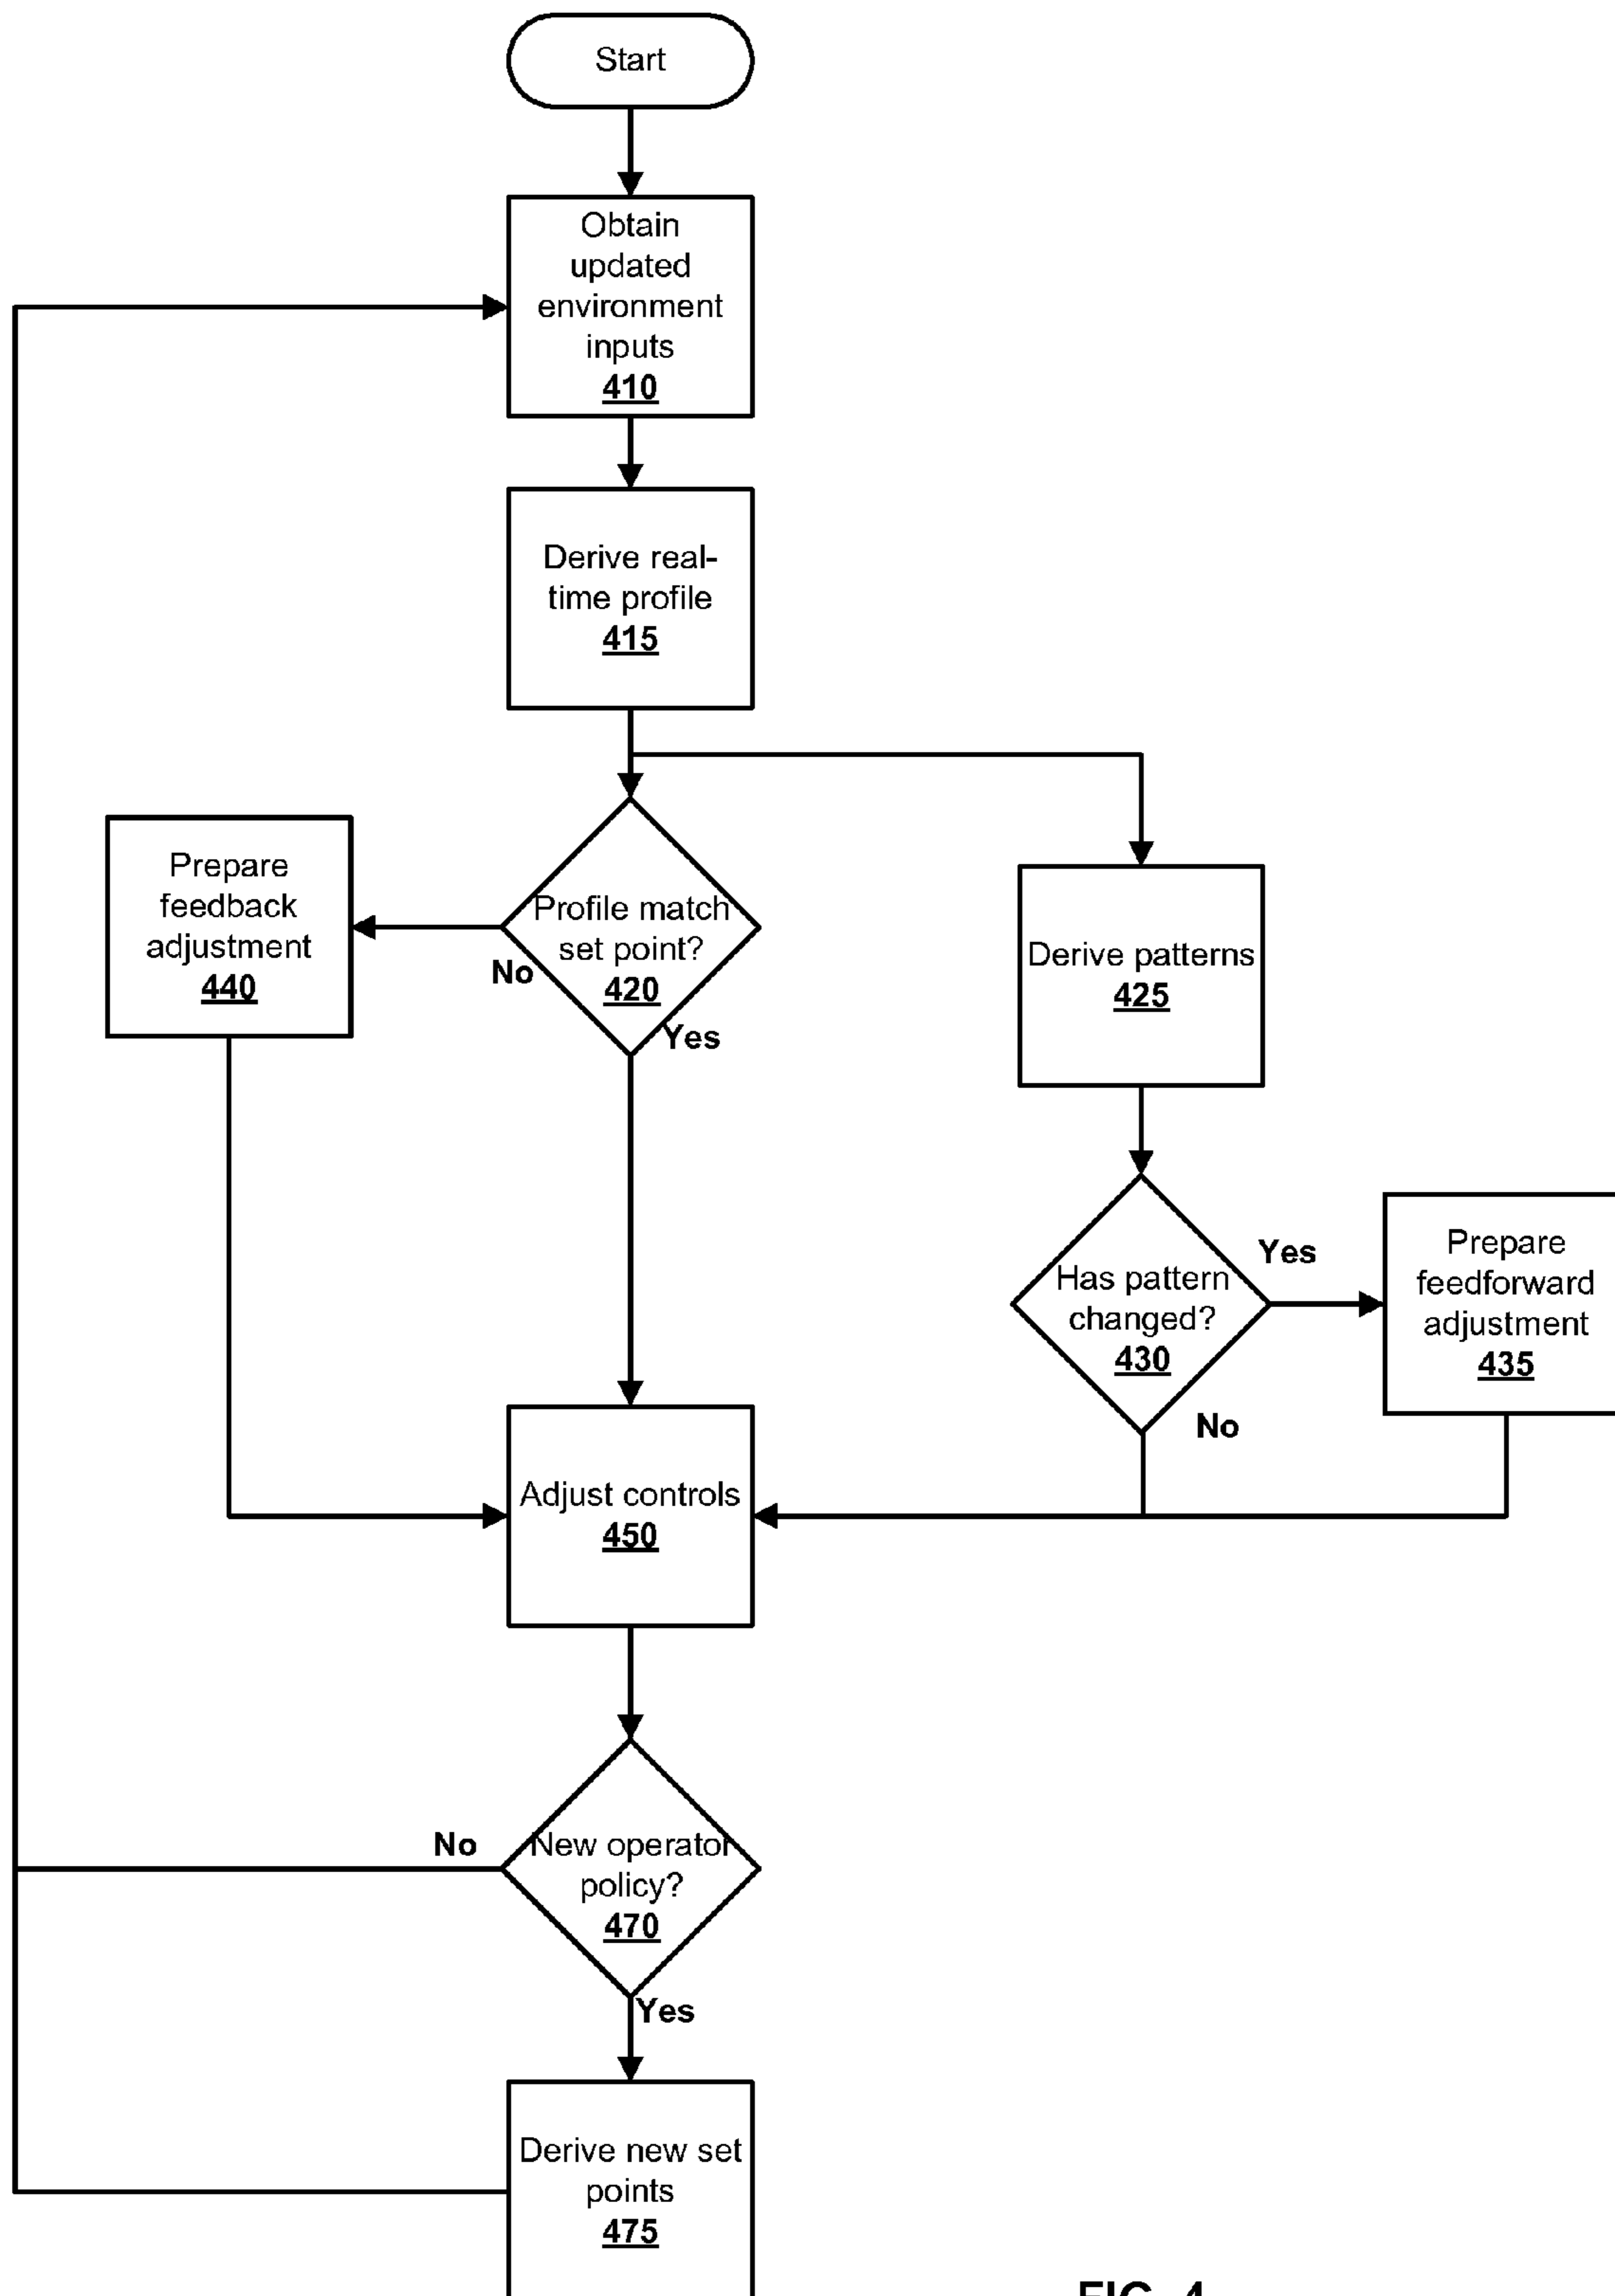 Start
Obtain
updated
environment
inputs
410
Derive real-
time profile
415
Prepare
feedback
adjustment
440
Profile match
set point?
420
No
Yes
Derive patterns
425
Has pattern
changed?
430
Yes
No
Prepare
feedforward
adjustment
435
Adjust controls
450
New operator
policy?
470
No
Yes
Derive new set
points
475
FIG. 4